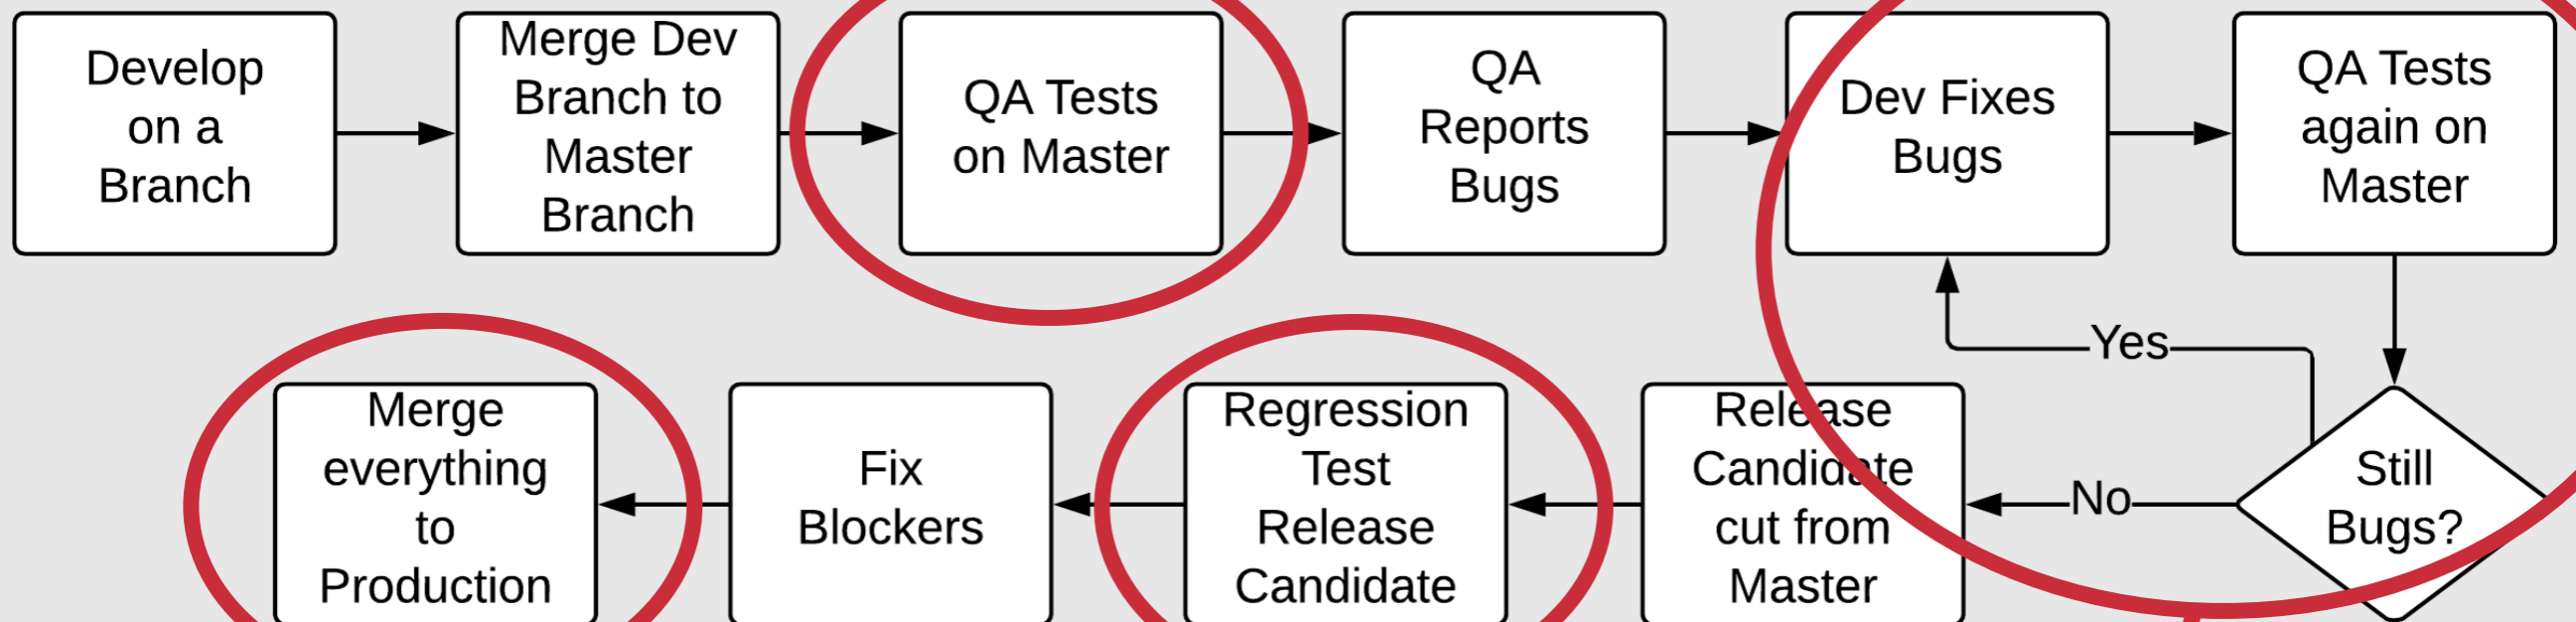 Develop
on a
Branch
Merge Dev
Branch to
Master
Branch
QA Tests
on Master
QA
Reports
Bugs
Dev Fixes
Bugs
QA Tests
again on
Master
Yes
Still
Bugs?
No
Release
Candidate
cut from
Master
Regression
Test
Release
Candidate
Fix
Blockers
Merge
everything
to
Production